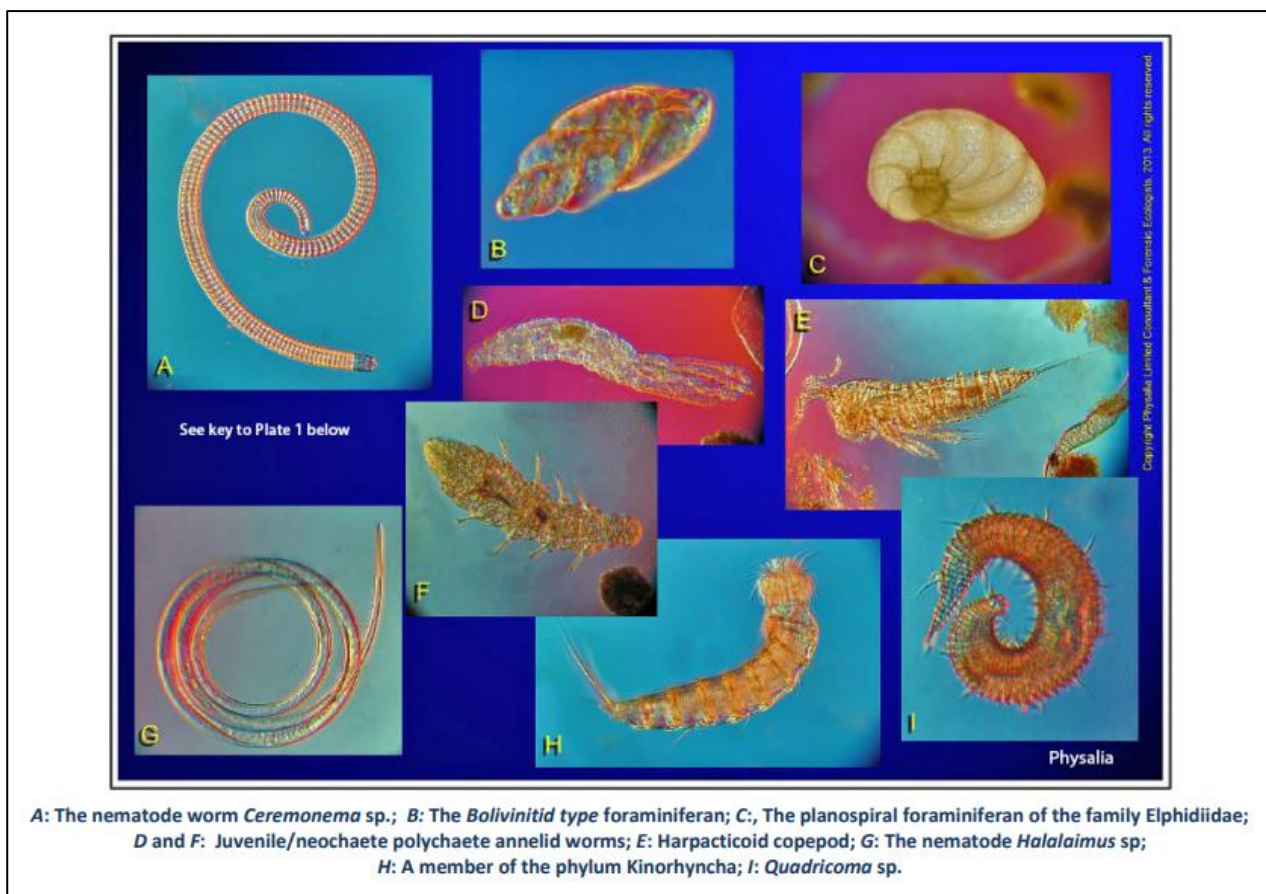 A
B
C
D
E
See key to Plate 1 below
F
G
H
I
Physalia
Copyright Physalia Limited Consultant & Forensic Ecologists, 2013. All rights reserved.
A: The nematode worm Ceremonema sp.; B: The Bolivinitid type foraminiferan; C:, The planospiral foraminiferan of the family Elphidiidae;
D and F: Juvenile/neochaete polychaete annelid worms; E: Harpacticoid copepod; G: The nematode Halalaimus sp;
H: A member of the phylum Kinorhyncha; I: Quadricoma sp.